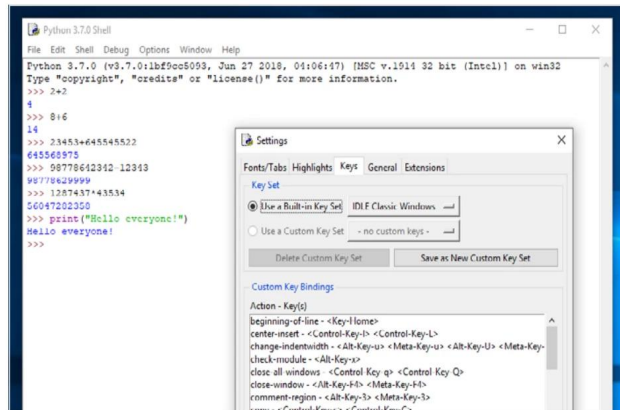 Python 3.7.0 Shell
File Edit Shell Debug Options Window Help
Python 3.7.0 (v3.7.0:1bf9cc5093, Jun 27 2018, 04:06:47) [MSC v.1914 32 bit (Intel)] on win32
Type "copyright", "credits" or "license()" for more information.
>>> 2+2
4
>>> 8+6
14
>>> 23453+645545522
645568975
>>> 98778642342-12343
98778629999
>>> 1287437*43534
56047282358
>>> print("Hello everyone!")
Hello everyone!
>>>
Settings
Fonts/Tabs Highlights Keys General Extensions
Key Set
Use a Built-in Key Set IDLE Classic Windows
Use a Custom Key Set - no custom keys -
Delete Custom Key Set Save as New Custom Key Set
Custom Key Bindings
Action - Key(s)
beginning-of-line - <Key-Home>
center-insert - <Control-Key-l> <Control-Key-L>
change-indentwidth - <Alt-Key-u> <Meta-Key-u> <Alt-Key-U> <Meta-Key-
check-module - <Alt-Key-x>
close-all-windows - <Control-Key-q> <Control-Key-Q>
close-window - <Alt-Key-F4> <Meta-Key-F4>
comment-region - <Alt-Key-3> <Meta-Key-3>